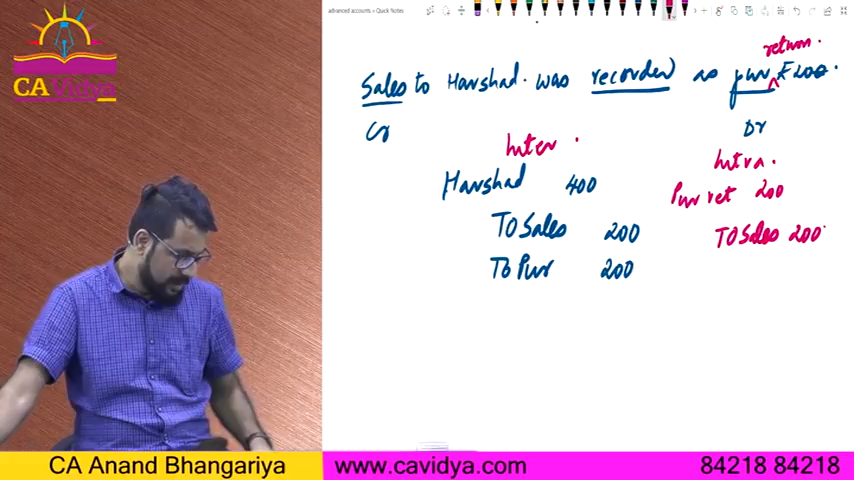 advanced accounts » Quick Notes
CA Vidya
return.
Sales to Harshad. was recorded as pur ₹200.
Cr
Dr
Inter.
Intra.
Harshad 400
Pur ret 200
To Sales 200
To Sales 200
To Pur 200
CA Anand Bhangariya www.cavidya.com 84218 84218